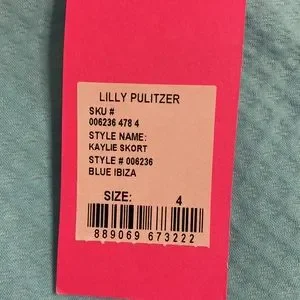 LILLY PULITZER
SKU #
006236 478 4
STYLE NAME:
KAYLIE SKORT
STYLE # 006236
BLUE IBIZA
SIZE: 4
889069 673222